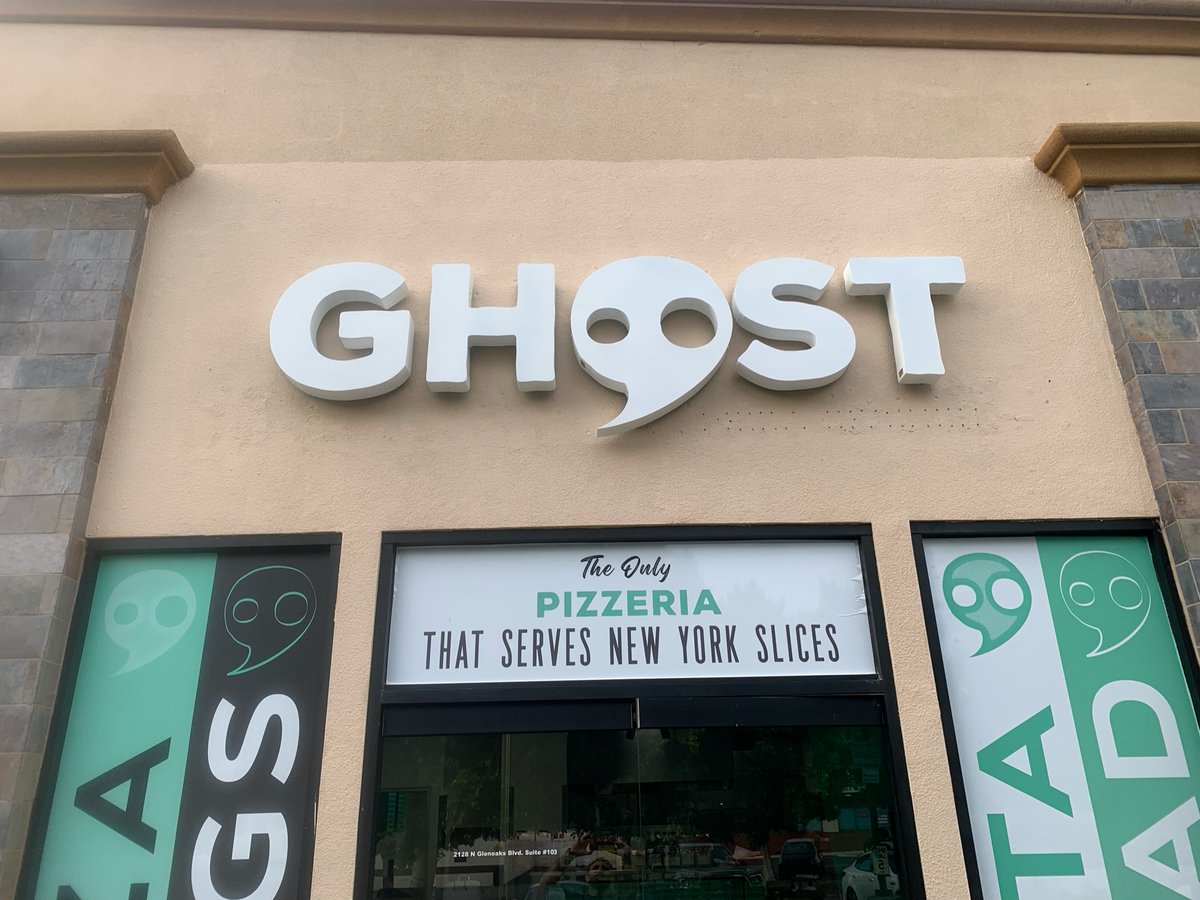 GHOST
The Only
PIZZERIA
THAT SERVES NEW YORK SLICES
2128 N Glenoaks Blvd. Suite #103
ZA
GS
TA
AD